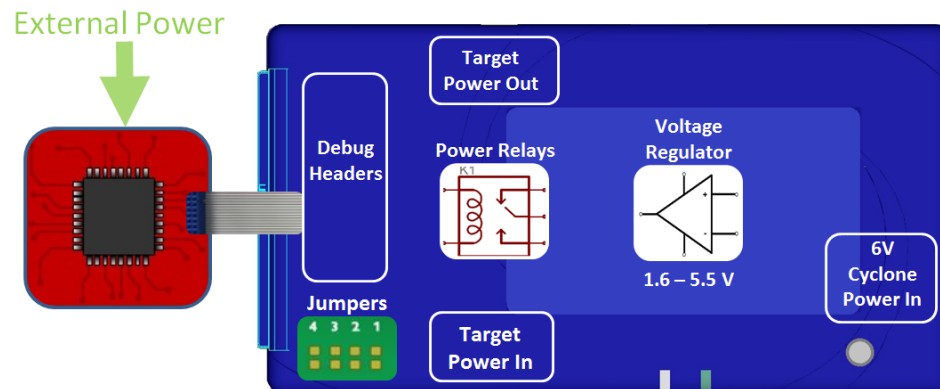 External Power
Target
Power Out
Debug
Headers
Power Relays
K1
Voltage
Regulator
1.6 – 5.5 V
6V
Cyclone
Power In
Jumpers
4 3 2 1
Target
Power In